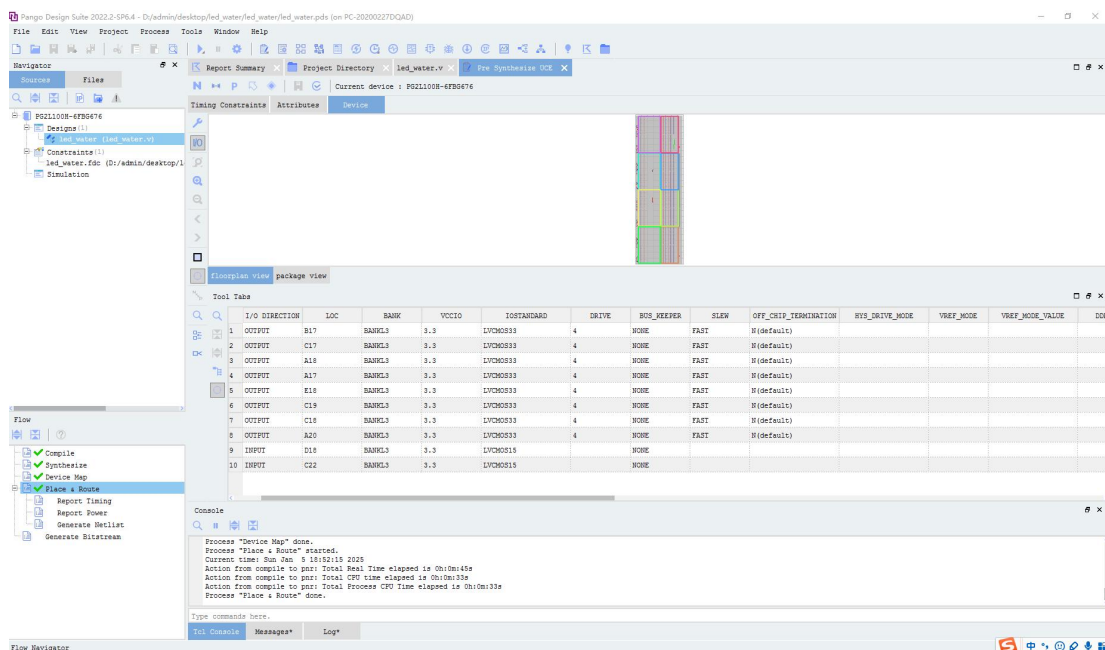 Pango Design Suite 2022.2-SP6.4 - D:/admin/desktop/led_water/led_water/led_water.pds (on PC-20200227DQAD)
File Edit View Project Process Tools Window Help
Navigator
Sources Files
PG2L100H-6FBG676
Designs(1)
led_water (led_water.v)
Constraints(1)
led_water.fdc (D:/admin/desktop/l
Simulation
Report Summary Project Directory led_water.v Pre Synthesize UCE
N P Current device : PG2L100H-6FBG676
Timing Constraints Attributes Device
I/O
floorplan view package view
Tool Tabs
I/O DIRECTION LOC BANK VCCIO IOSTANDARD DRIVE BUS_KEEPER SLEW OFF_CHIP_TERMINATION HYS_DRIVE_MODE VREF_MODE VREF_MODE_VALUE DD
1 OUTPUT B17 BANKL3 3.3 LVCMOS33 4 NONE FAST N(default)
2 OUTPUT C17 BANKL3 3.3 LVCMOS33 4 NONE FAST N(default)
3 OUTPUT A18 BANKL3 3.3 LVCMOS33 4 NONE FAST N(default)
4 OUTPUT A17 BANKL3 3.3 LVCMOS33 4 NONE FAST N(default)
5 OUTPUT E18 BANKL3 3.3 LVCMOS33 4 NONE FAST N(default)
6 OUTPUT C19 BANKL3 3.3 LVCMOS33 4 NONE FAST N(default)
7 OUTPUT C18 BANKL3 3.3 LVCMOS33 4 NONE FAST N(default)
8 OUTPUT A20 BANKL3 3.3 LVCMOS33 4 NONE FAST N(default)
9 INPUT D18 BANKL3 3.3 LVCMOS15 NONE
10 INPUT C22 BANKL3 3.3 LVCMOS15 NONE
Flow
Compile
Synthesize
Device Map
Place & Route
Report Timing
Report Power
Generate Netlist
Generate Bitstream
Console
Process "Device Map" done.
Process "Place & Route" started.
Current time: Sun Jan 5 18:52:15 2025
Action from compile to pnr: Total Real Time elapsed is 0h:0m:45s
Action from compile to pnr: Total CPU time elapsed is 0h:0m:33s
Action from compile to pnr: Total Process CPU Time elapsed is 0h:0m:33s
Process "Place & Route" done.
Type commands here.
Tcl Console Messages* Log*
Flow Navigator
中